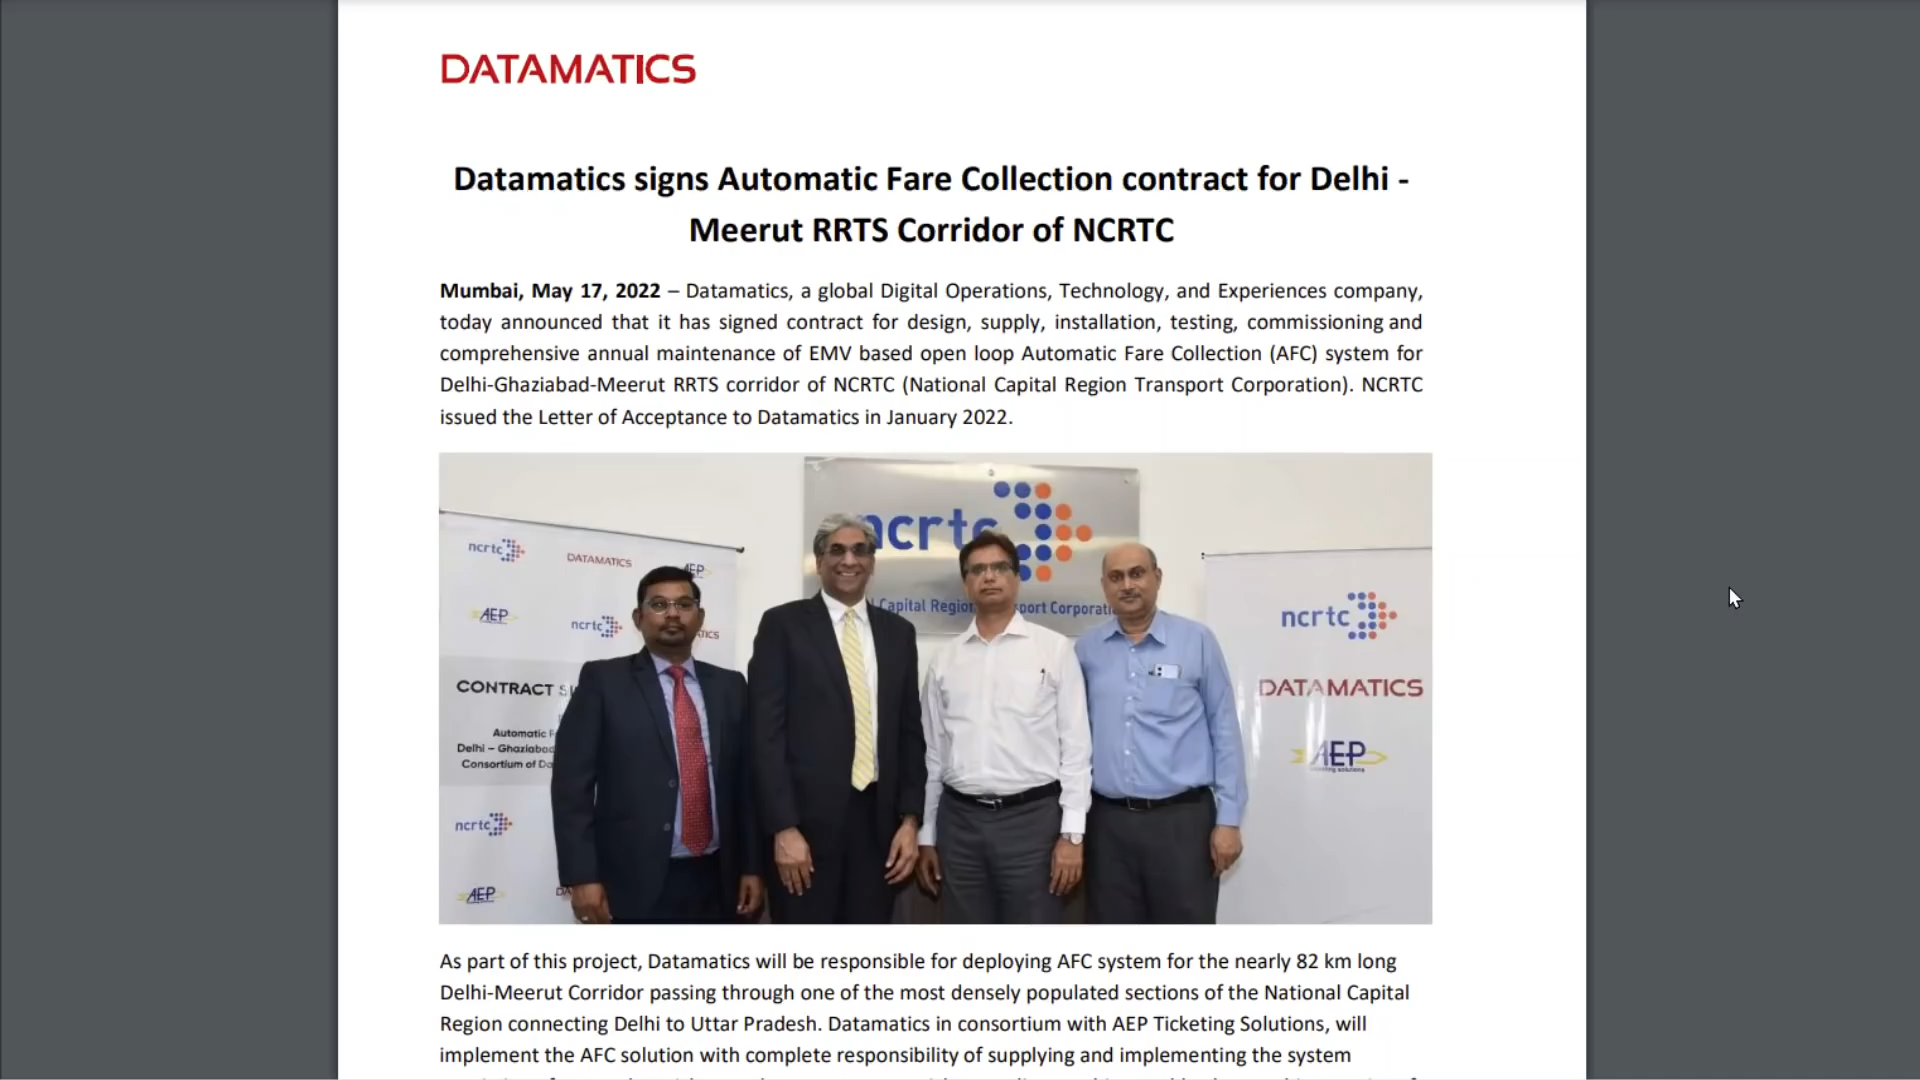 DATAMATICS
Datamatics signs Automatic Fare Collection contract for Delhi -
Meerut RRTS Corridor of NCRTC
Mumbai, May 17, 2022 – Datamatics, a global Digital Operations, Technology, and Experiences company,
today announced that it has signed contract for design, supply, installation, testing, commissioning and
comprehensive annual maintenance of EMV based open loop Automatic Fare Collection (AFC) system for
Delhi-Ghaziabad-Meerut RRTS corridor of NCRTC (National Capital Region Transport Corporation). NCRTC
issued the Letter of Acceptance to Datamatics in January 2022.
ncrtc
Capital Region
port Corporati
ncrtc
DATAMATICS
AEP
AEP
ncrtc
TICS
CONTRACT
Automatic F
Delhi – Ghaziabad
Consortium of Da
ncrtc
AEP
DA
ncrtc
DATAMATICS
AEP
ticketing solutions
As part of this project, Datamatics will be responsible for deploying AFC system for the nearly 82 km long
Delhi-Meerut Corridor passing through one of the most densely populated sections of the National Capital
Region connecting Delhi to Uttar Pradesh. Datamatics in consortium with AEP Ticketing Solutions, will
implement the AFC solution with complete responsibility of supplying and implementing the system